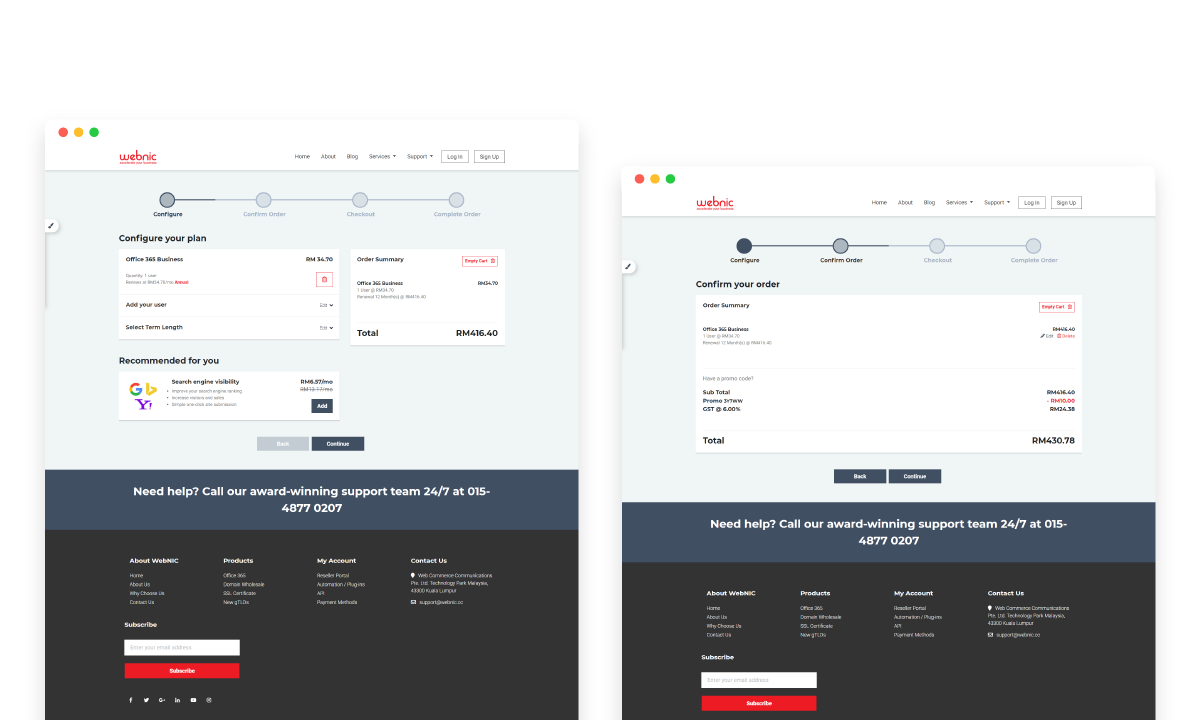 webnic
accelerate your business
Home About Blog Services Support Log In Sign Up
Configure Confirm Order Checkout Complete Order
Configure your plan
Office 365 Business RM 34.70
Quantity: 1 user
Renews at RM34.70/mo Annual
Add your user Edit
Select Term Length Edit
Order Summary Empty Cart
Office 365 Business RM34.70
1 User @ RM34.70
Renewal 12 Month(s) @ RM416.40
Total RM416.40
Recommended for you
Search engine visibility RM6.57/mo
RM13.17/mo
Improve your search engine ranking
Increase visitors and sales
Simple one-click site submission
Add
Back Continue
Need help? Call our award-winning support team 24/7 at 015-
4877 0207
About WebNIC Products My Account Contact Us
Home Office 365 Reseller Portal Web Commerce Communications
About Us Domain Wholesale Automation / Plug-ins Pte. Ltd. Technology Park Malaysia,
Why Choose Us SSL Certificate API 43300 Kuala Lumpur
Contact Us New gTLDs Payment Methods support@webnic.cc
Subscribe
Enter your email address
Subscribe
webnic
accelerate your business
Home About Blog Services Support Log In Sign Up
Configure Confirm Order Checkout Complete Order
Confirm your order
Order Summary Empty Cart
Office 365 Business RM416.40
1 User @ RM34.70 Edit Delete
Renewal 12 Month(s) @ RM416.40
Have a promo code?
Sub Total RM416.40
Promo 3Y7WW - RM10.00
GST @ 6.00% RM24.38
Total RM430.78
Back Continue
Need help? Call our award-winning support team 24/7 at 015-
4877 0207
About WebNIC Products My Account Contact Us
Home Office 365 Reseller Portal Web Commerce Communications
About Us Domain Wholesale Automation / Plug-ins Pte. Ltd. Technology Park Malaysia,
Why Choose Us SSL Certificate API 43300 Kuala Lumpur
Contact Us New gTLDs Payment Methods support@webnic.cc
Subscribe
Enter your email address
Subscribe